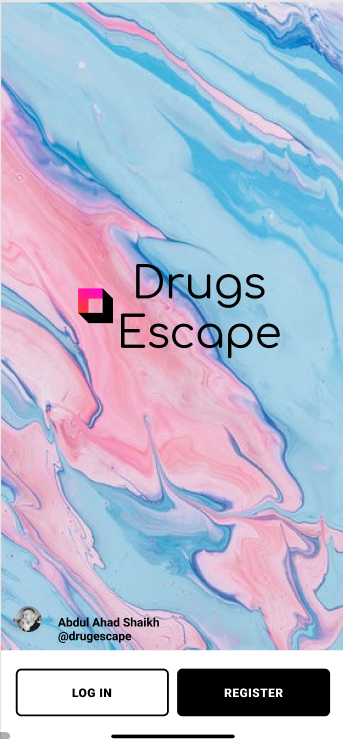 Drugs
Escape
Abdul Ahad Shaikh
@drugescape
LOG IN
REGISTER